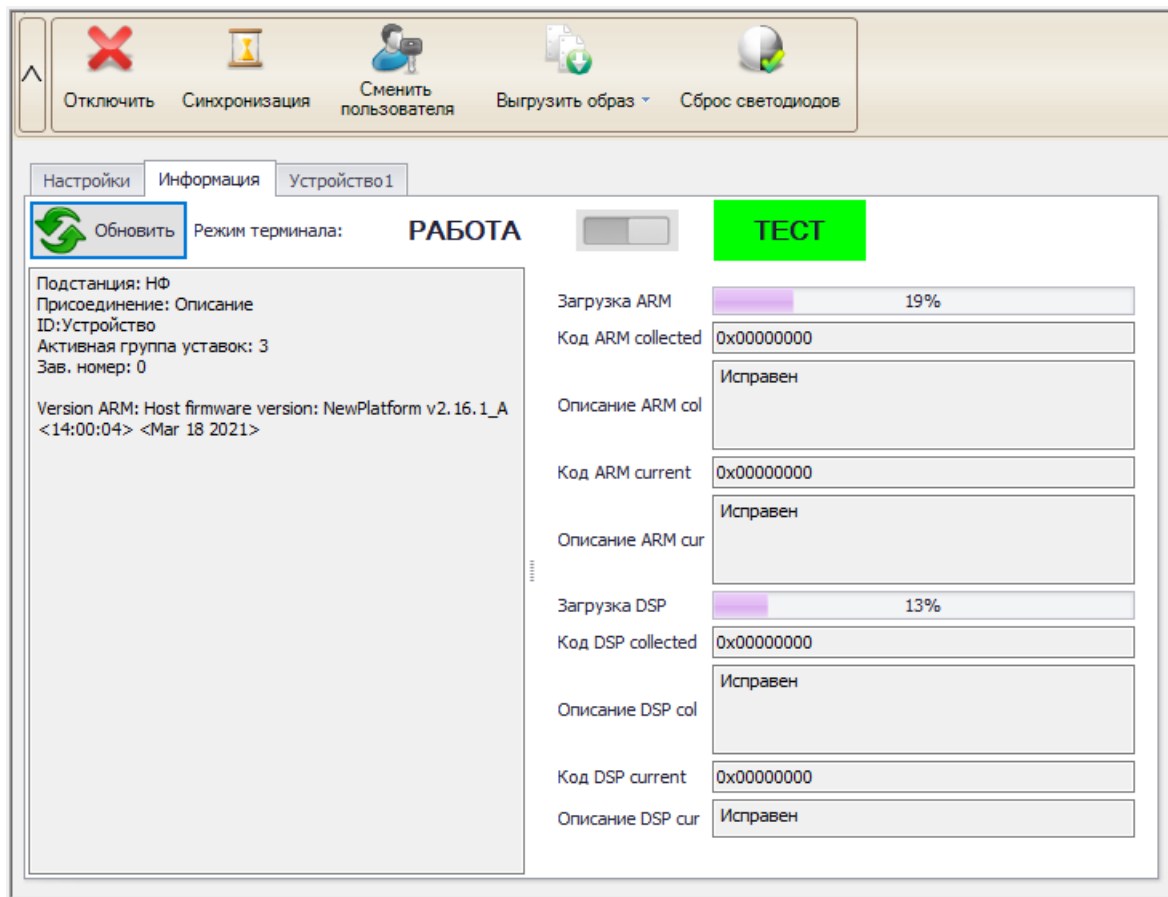 Отключить
Синхронизация
Сменить
пользователя
Выгрузить образ
Сброс светодиодов
Настройки
Информация
Устройство1
Обновить
Режим терминала:
РАБОТА
ТЕСТ
Подстанция: НФ
Присоединение: Описание
ID:Устройство
Активная группа уставок: 3
Зав. номер: 0
Version ARM: Host firmware version: NewPlatform v2.16.1_A
<14:00:04> <Mar 18 2021>
Загрузка ARM 19%
Код ARM collected 0x00000000
Описание ARM col Исправен
Код ARM current 0x00000000
Описание ARM cur Исправен
Загрузка DSP 13%
Код DSP collected 0x00000000
Описание DSP col Исправен
Код DSP current 0x00000000
Описание DSP cur Исправен